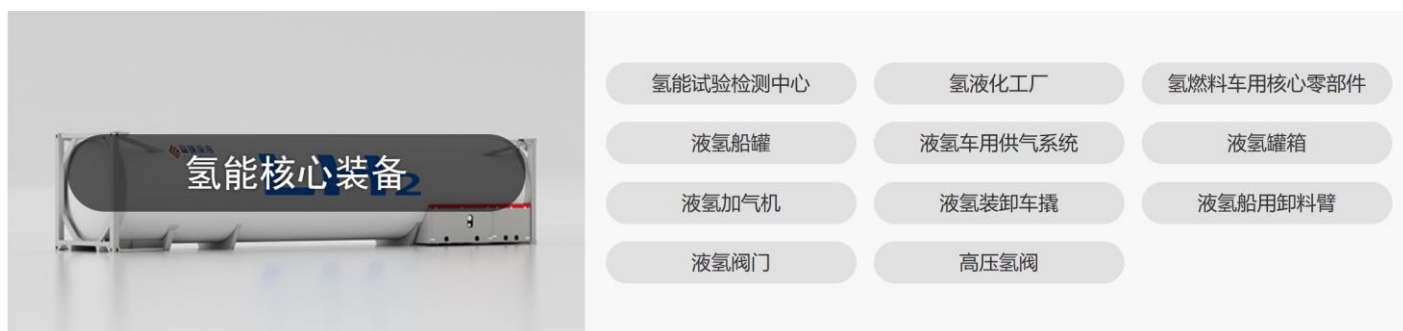 氢能核心装备
氢能试验检测中心
氢液化工厂
氢燃料车用核心零部件
液氢船罐
液氢车用供气系统
液氢罐箱
液氢加气机
液氢装卸车撬
液氢船用卸料臂
液氢阀门
高压氢阀